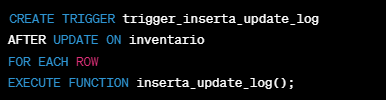 CREATE TRIGGER trigger_inserta_update_log
AFTER UPDATE ON inventario
FOR EACH ROW
EXECUTE FUNCTION inserta_update_log();